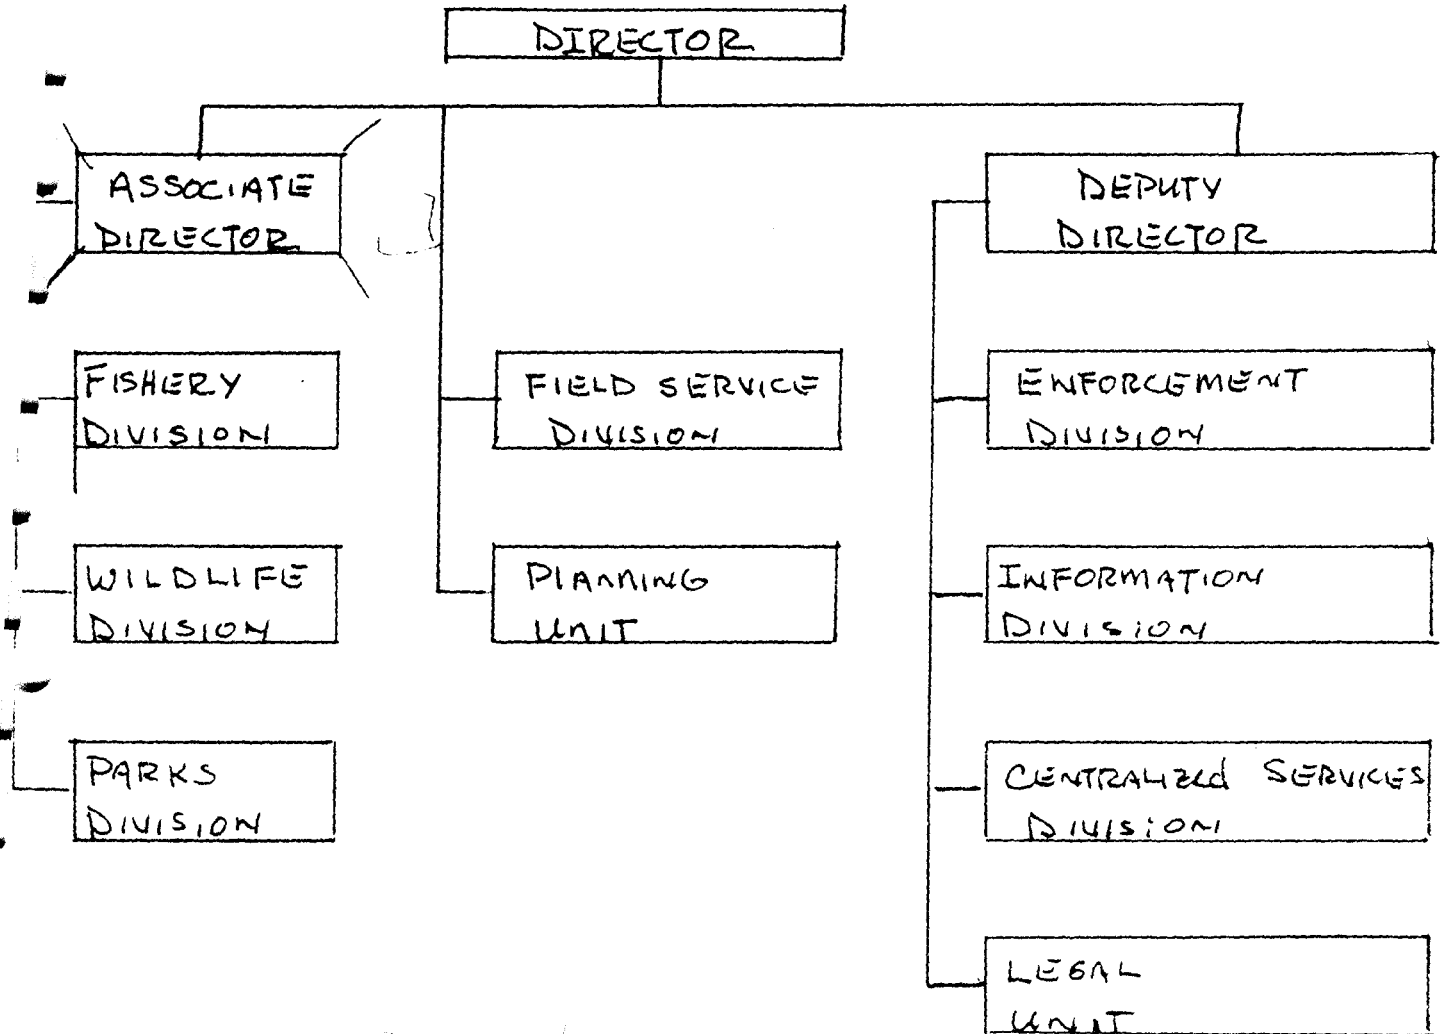 DIRECTOR
ASSOCIATE
DIRECTOR
DEPUTY
DIRECTOR
FISHERY
DIVISION
FIELD SERVICE
DIVISION
ENFORCEMENT
DIVISION
WILDLIFE
DIVISION
PLANNING
UNIT
INFORMATION
DIVISION
PARKS
DIVISION
CENTRALIZED SERVICES
DIVISION
LEGAL
UNIT